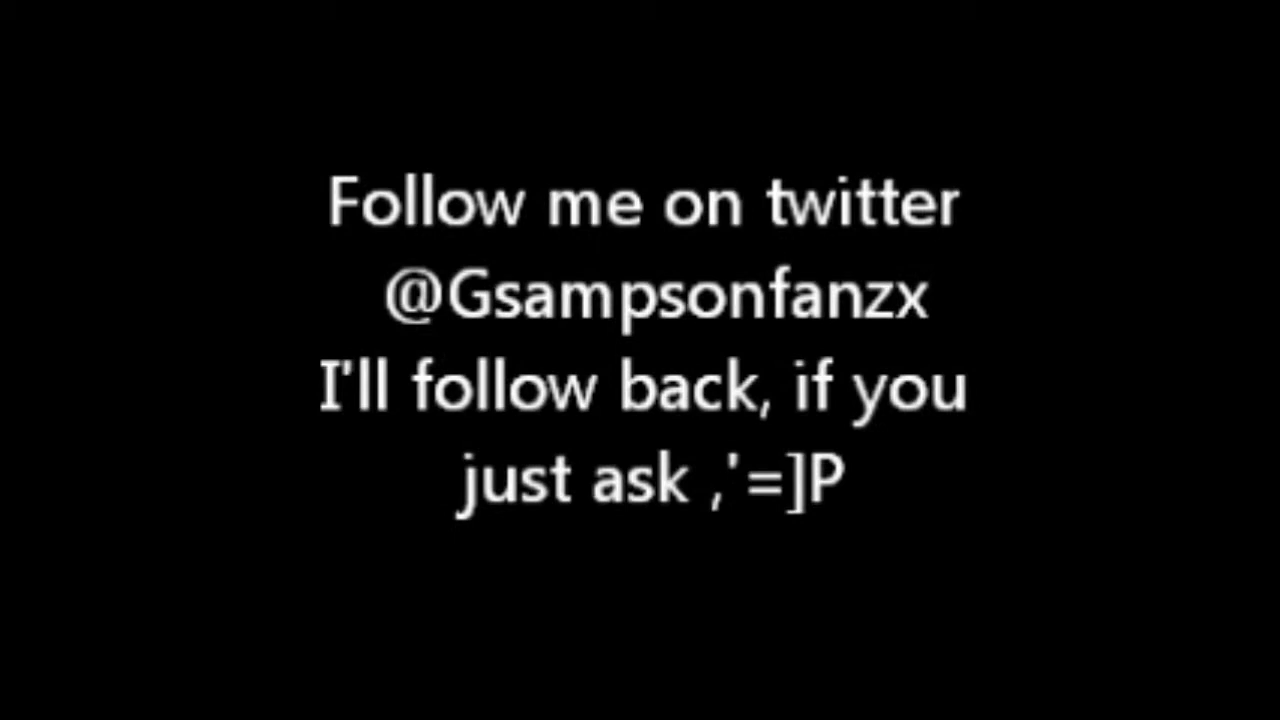 Follow me on twitter
@Gsampsonfanzx
I'll follow back, if you
just ask ,'=]P